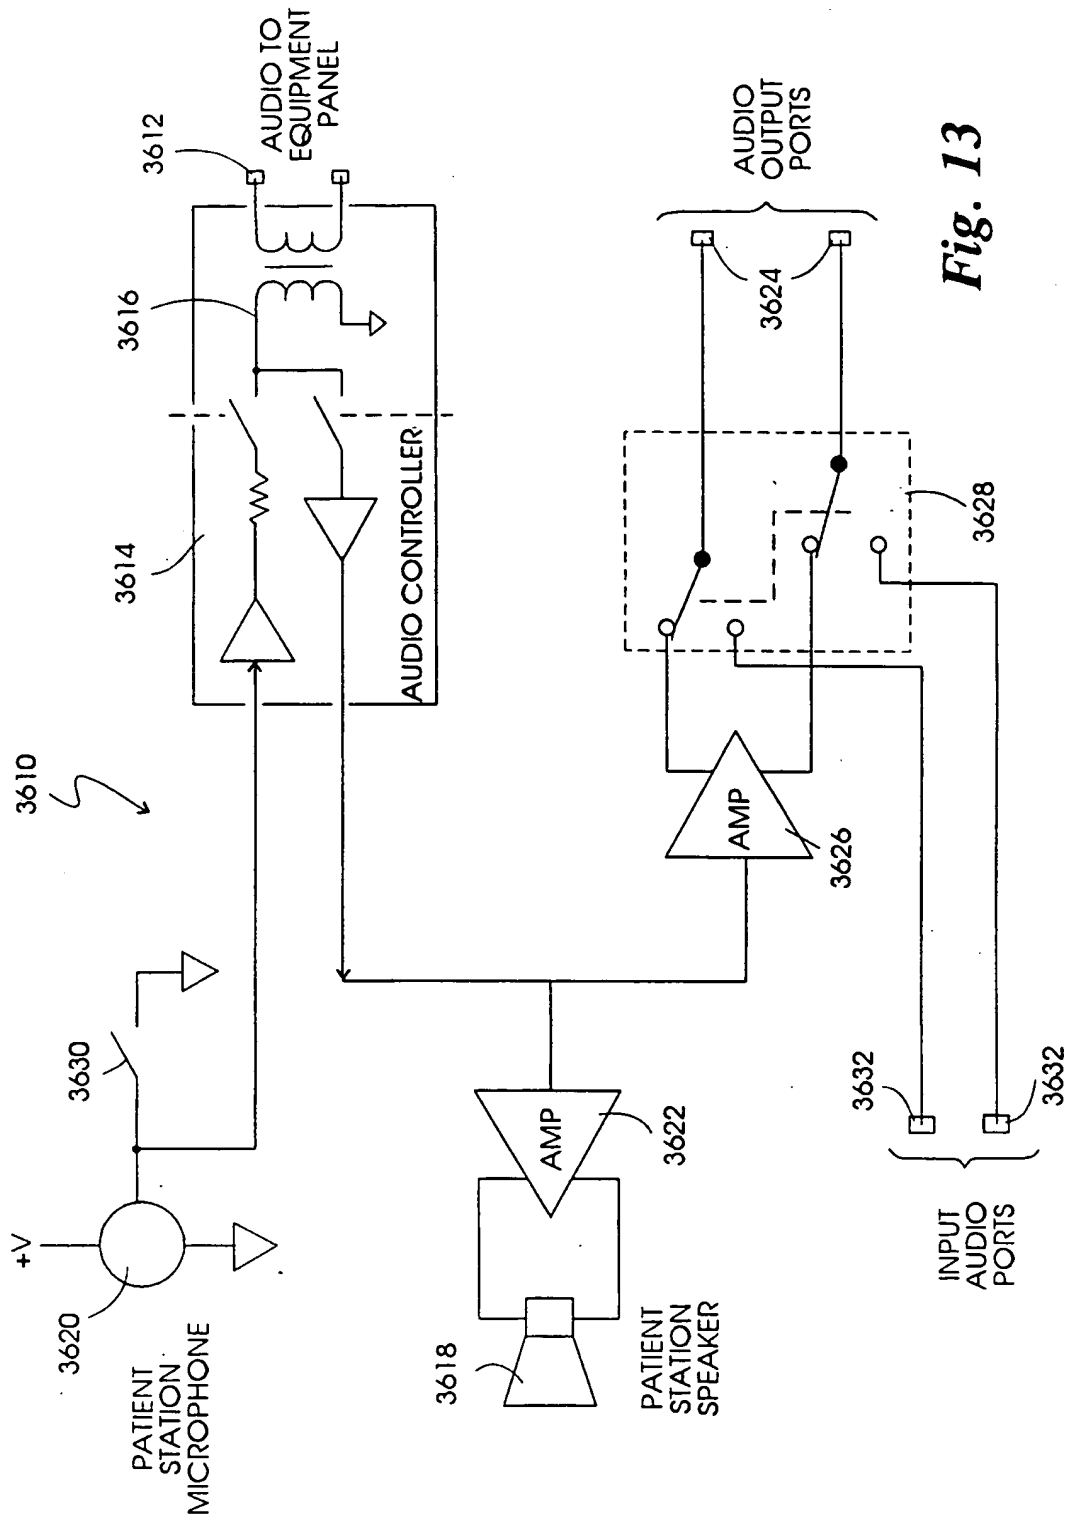 3610
+V
3620
PATIENT
STATION
MICROPHONE
3630
3614
3616
3612
AUDIO TO
EQUIPMENT
PANEL
AUDIO CONTROLLER
3618
PATIENT
STATION
SPEAKER
AMP
3622
AMP
3626
3628
3624
AUDIO
OUTPUT
PORTS
3632
3632
INPUT
AUDIO
PORTS
Fig. 13